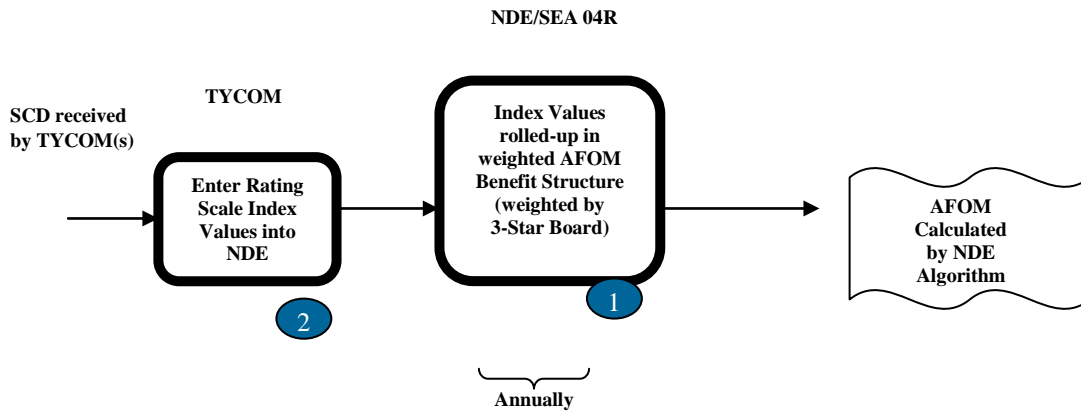 NDE/SEA 04R
TYCOM
SCD received
by TYCOM(s)
Enter Rating
Scale Index
Values into
NDE
2
Index Values
rolled-up in
weighted AFOM
Benefit Structure
(weighted by
3-Star Board)
1
AFOM
Calculated
by NDE
Algorithm
Annually